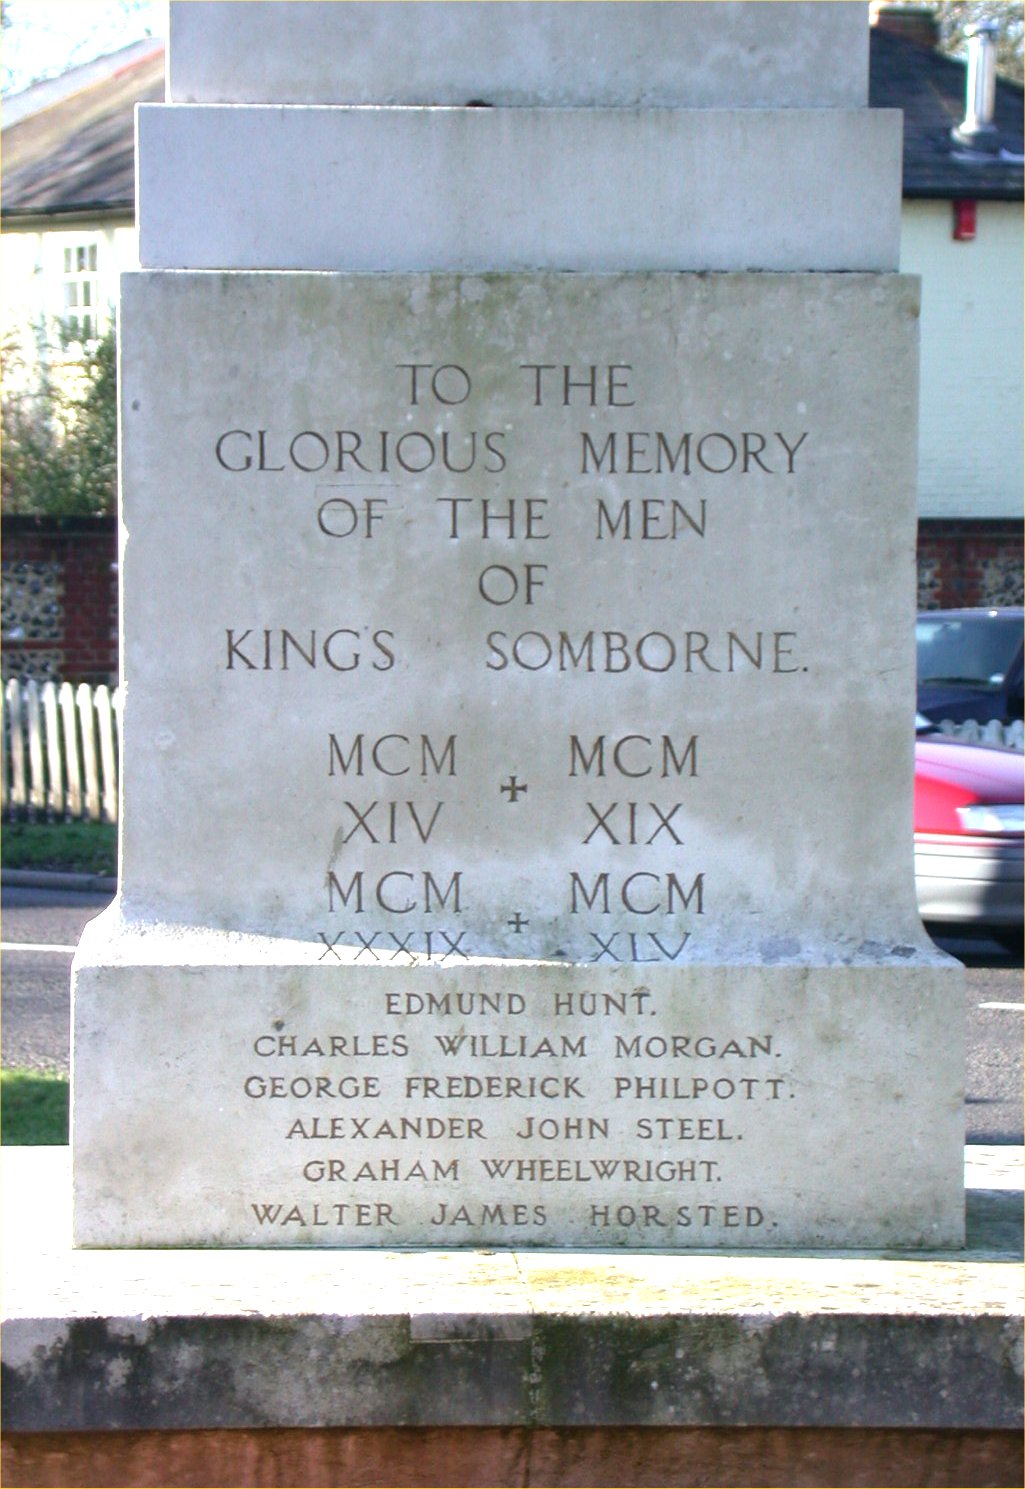 TO THE
GLORIOUS MEMORY
OF THE MEN
OF
KING'S SOMBORNE.
MCM + MCM
XIV XIX
MCM + MCM
XXXIX XLV
EDMUND HUNT.
CHARLES WILLIAM MORGAN.
GEORGE FREDERICK PHILPOTT.
ALEXANDER JOHN STEEL.
GRAHAM WHEELWRIGHT.
WALTER JAMES HORSTED.